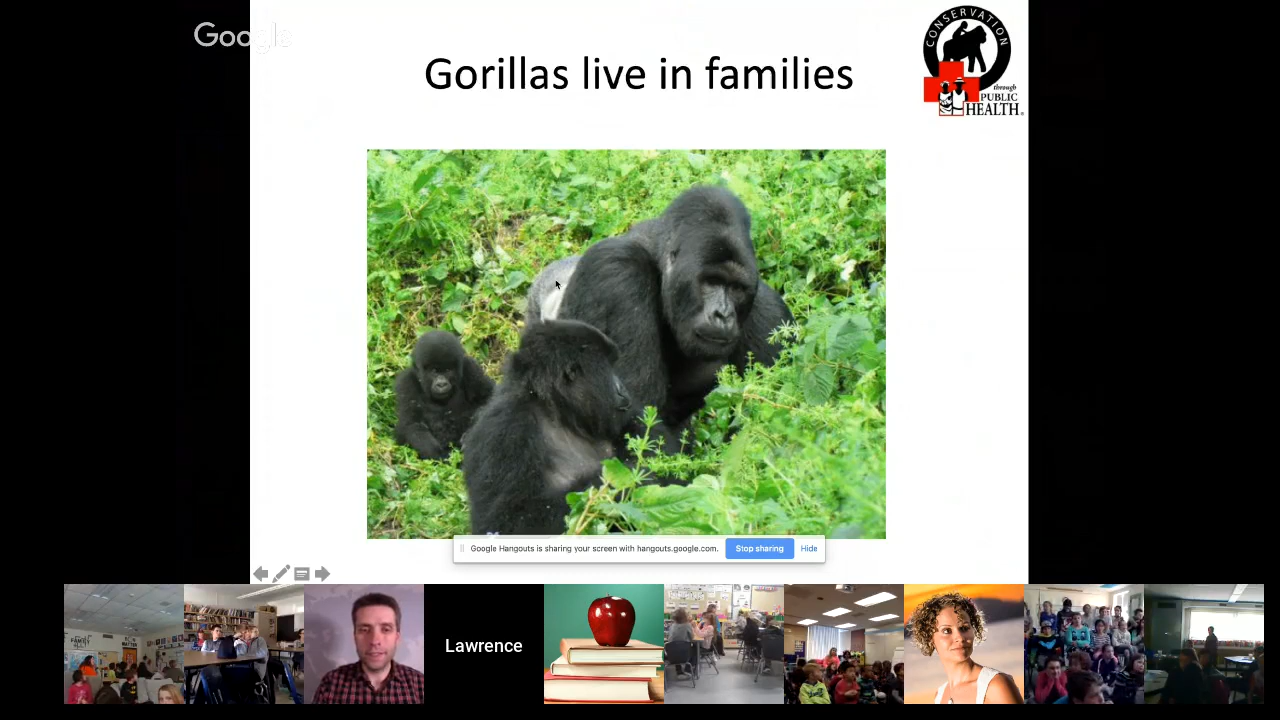 Google
Gorillas live in families
CONSERVATION
through
PUBLIC
HEALTH
Google Hangouts is sharing your screen with hangouts.google.com.
Stop sharing
Hide
Lawrence